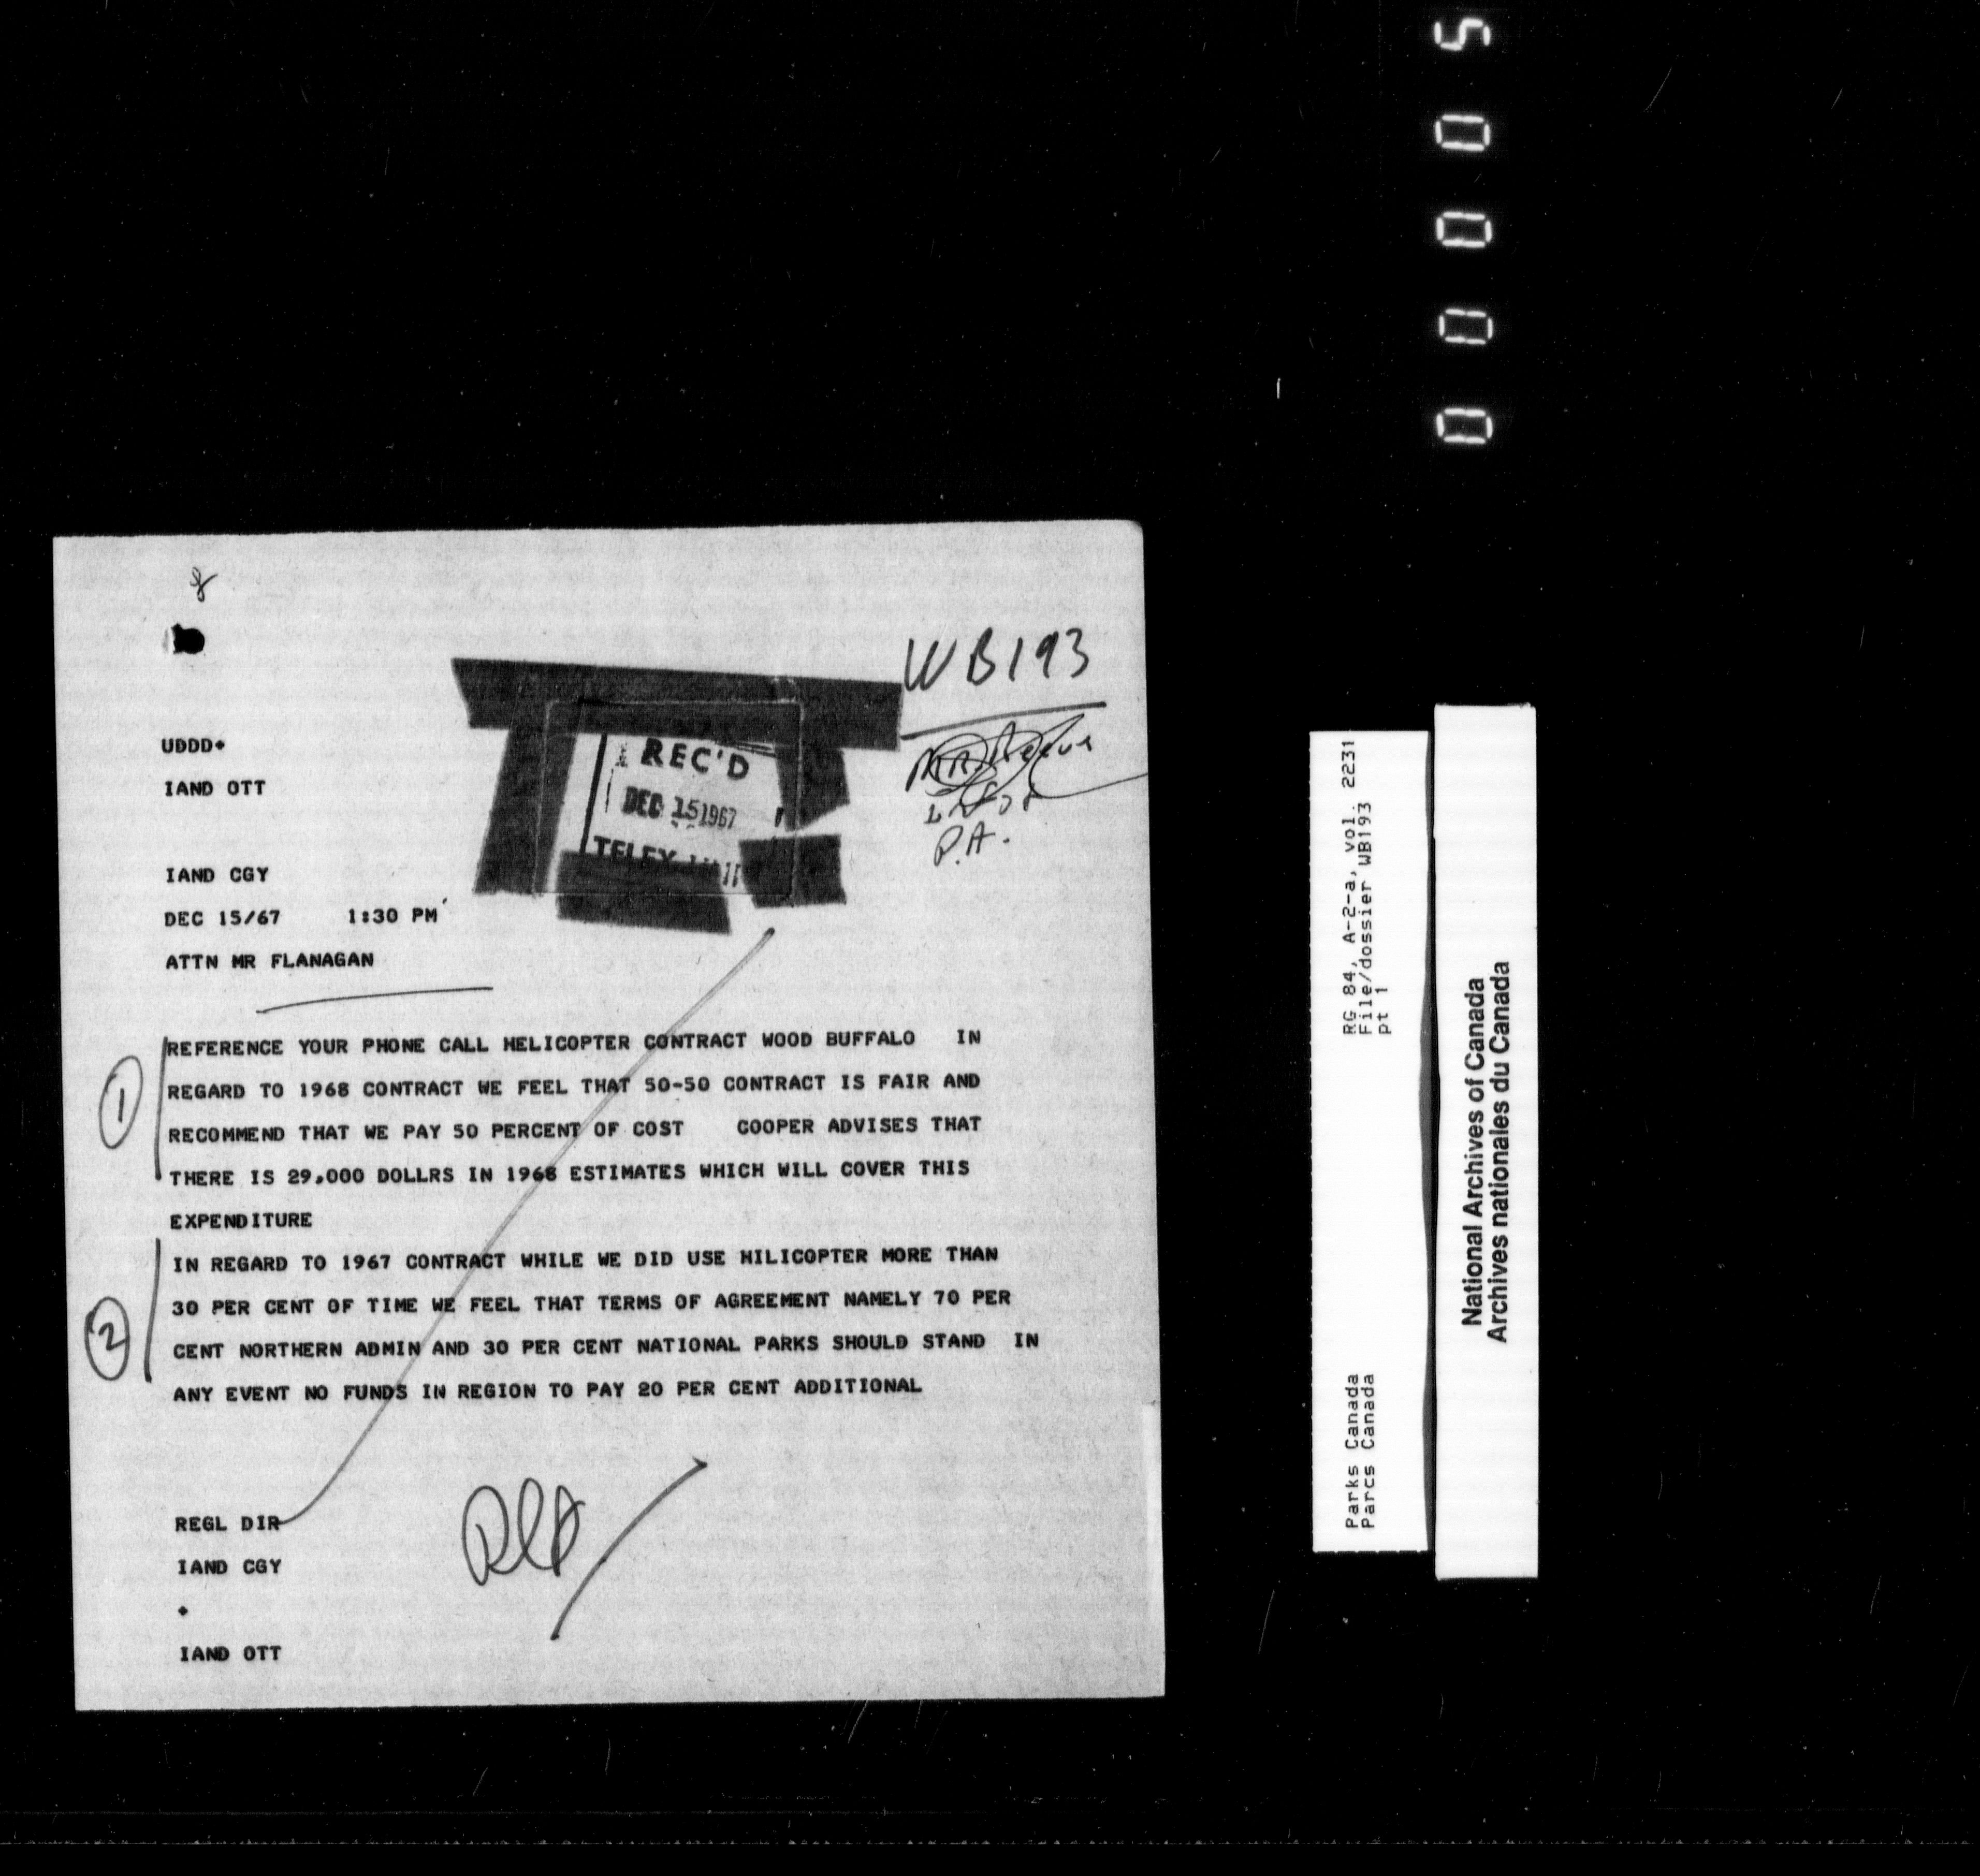 00005
8
WB193
P.A.
REC'D
DEC 15 1967
TELEX UNIT
UDDD+
IAND OTT
IAND CGY
DEC 15/67 1:30 PM
ATTN MR FLANAGAN
1
REFERENCE YOUR PHONE CALL HELICOPTER CONTRACT WOOD BUFFALO IN
REGARD TO 1968 CONTRACT WE FEEL THAT 50-50 CONTRACT IS FAIR AND
RECOMMEND THAT WE PAY 50 PERCENT OF COST COOPER ADVISES THAT
THERE IS 29,000 DOLLRS IN 1968 ESTIMATES WHICH WILL COVER THIS
EXPENDITURE
2
IN REGARD TO 1967 CONTRACT WHILE WE DID USE HILICOPTER MORE THAN
30 PER CENT OF TIME WE FEEL THAT TERMS OF AGREEMENT NAMELY 70 PER
CENT NORTHERN ADMIN AND 30 PER CENT NATIONAL PARKS SHOULD STAND IN
ANY EVENT NO FUNDS IN REGION TO PAY 20 PER CENT ADDITIONAL
REGL DIR
IAND CGY
+
IAND OTT
Parks Canada
Parcs Canada
RG 84, A-2-a, vol. 2231
File/dossier WB193
pt 1
National Archives of Canada
Archives nationales du Canada